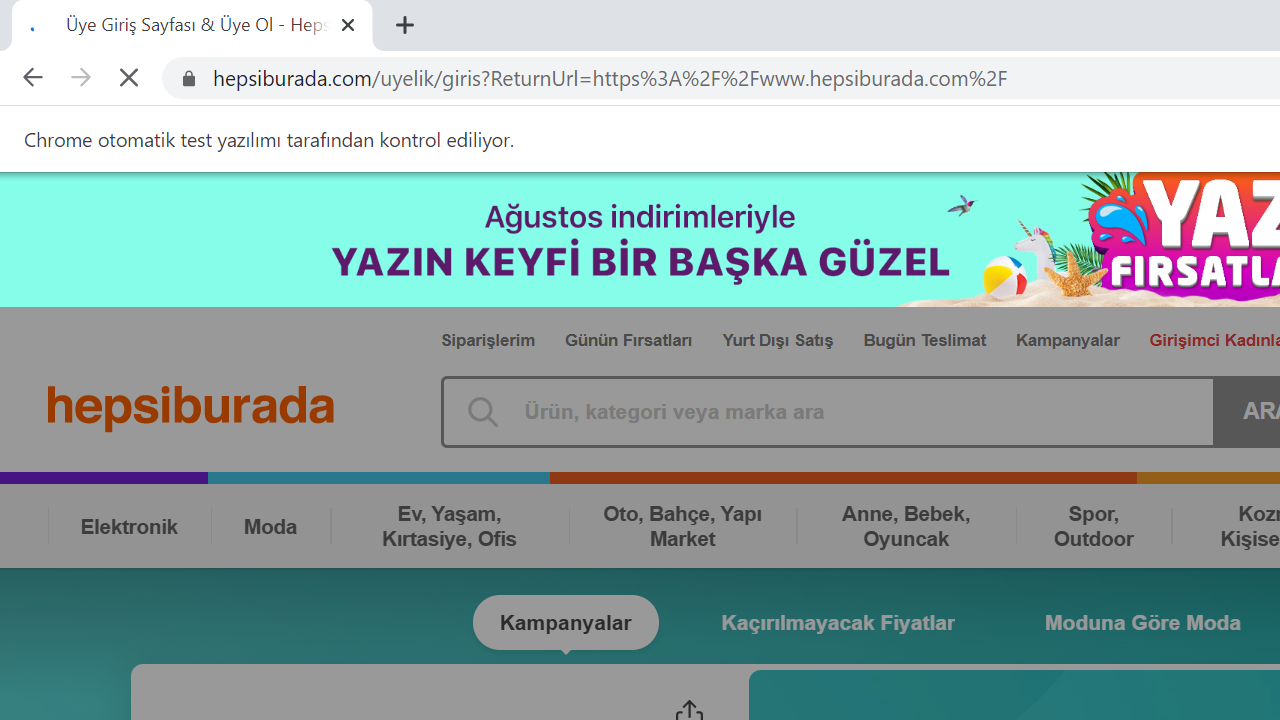 Üye Giriş Sayfası & Üye Ol - Heps
hepsiburada.com/uyelik/giris?ReturnUrl=https%3A%2F%2Fwww.hepsiburada.com%2F
Chrome otomatik test yazılımı tarafından kontrol ediliyor.
Ağustos indirimleriyle
YAZIN KEYFİ BİR BAŞKA GÜZEL
YAZ
FIRSATLA
Siparişlerim
Günün Fırsatları
Yurt Dışı Satış
Bugün Teslimat
Kampanyalar
Girişimci Kadınla
hepsiburada
Ürün, kategori veya marka ara
ARA
Elektronik
Moda
Ev, Yaşam,
Kırtasiye, Ofis
Oto, Bahçe, Yapı
Market
Anne, Bebek,
Oyuncak
Spor,
Outdoor
Kozm
Kişise
Kampanyalar
Kaçırılmayacak Fiyatlar
Moduna Göre Moda